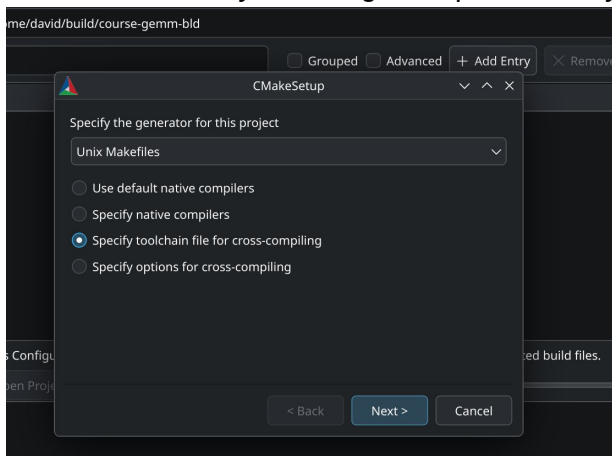 ome/david/build/course-gemm-bld
Grouped Advanced + Add Entry × Remove
CMakeSetup
Specify the generator for this project
Unix Makefiles
Use default native compilers
Specify native compilers
Specify toolchain file for cross-compiling
Specify options for cross-compiling
s Configu
ted build files.
pen Proje
< Back Next > Cancel